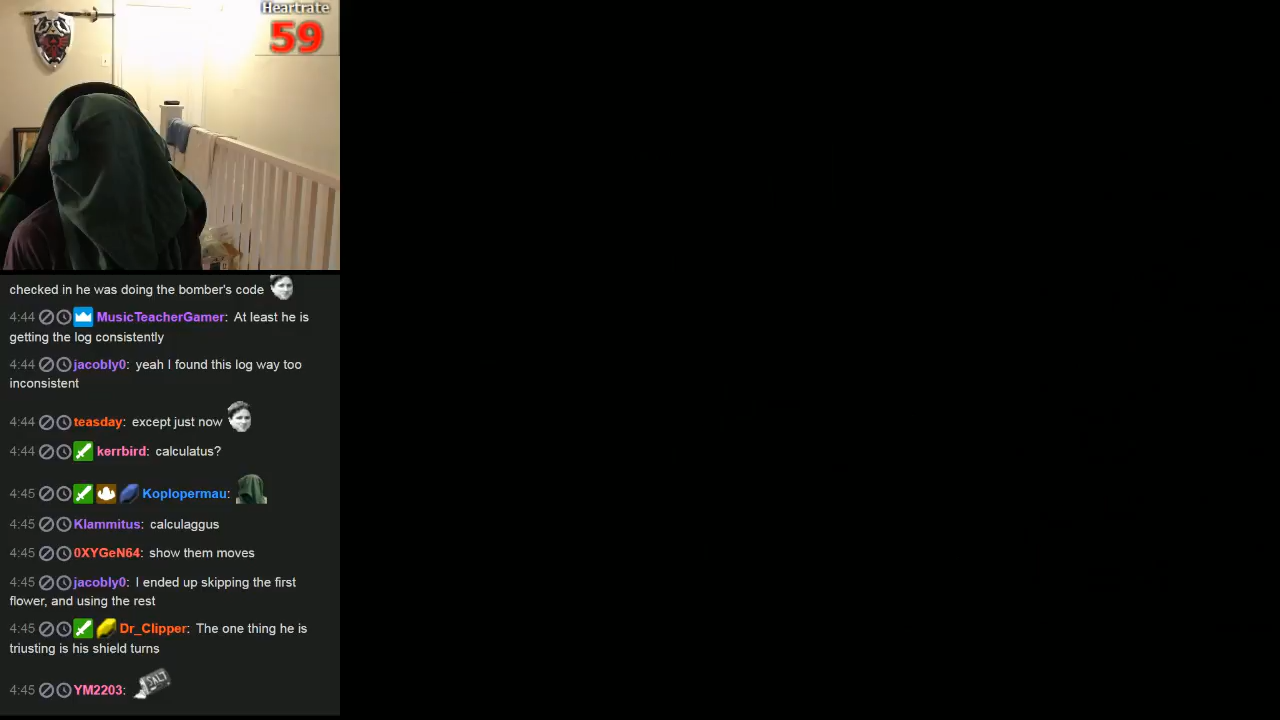 Heartrate
59
checked in he was doing the bomber's code
4:44 MusicTeacherGamer: At least he is
getting the log consistently
4:44 jacobly0: yeah I found this log way too
inconsistent
4:44 teasday: except just now
4:44 kerrbird: calculatus?
4:45 Koplopermau:
4:45 Klammitus: calculaggus
4:45 0XYGeN64: show them moves
4:45 jacobly0: I ended up skipping the first
flower, and using the rest
4:45 Dr_Clipper: The one thing he is
triusting is his shield turns
4:45 YM2203:
SALT